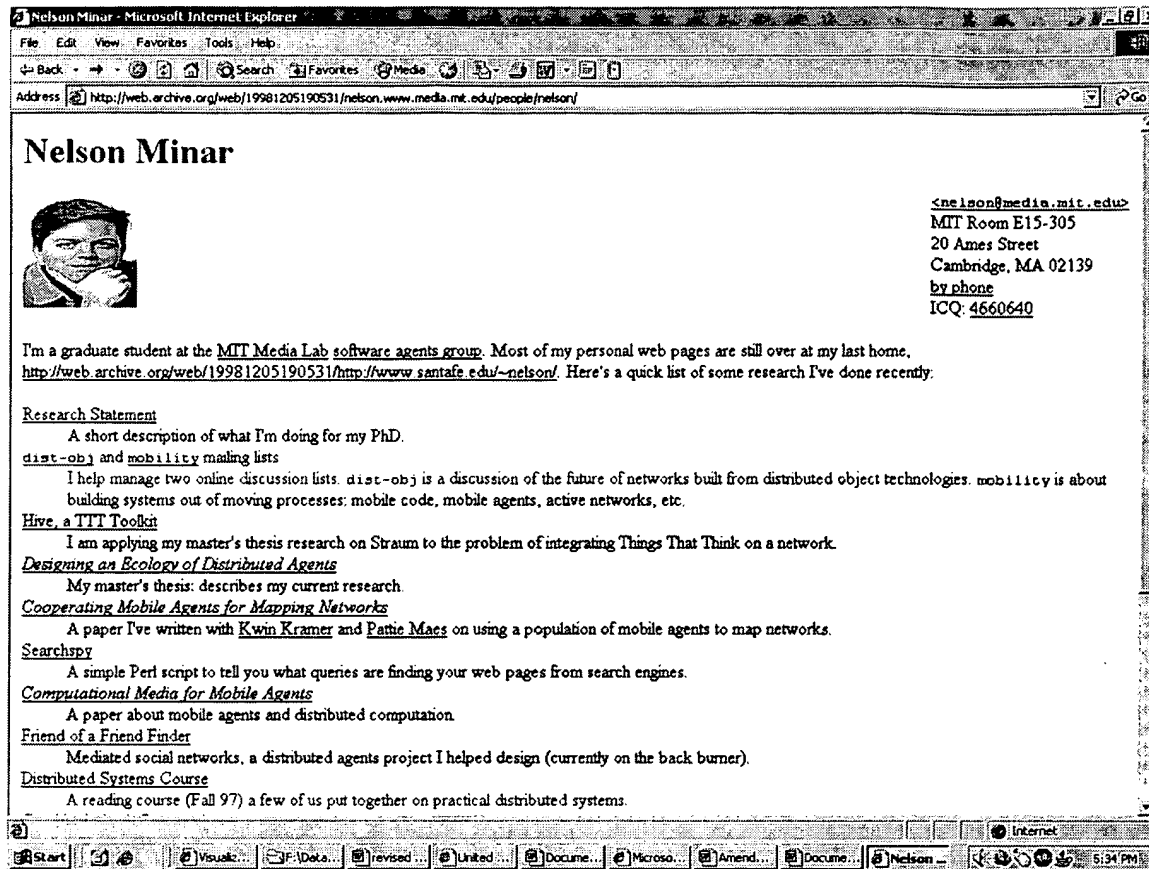 Nelson Minar - Microsoft Internet Explorer
File Edit View Favorites Tools Help
Back Search Favorites Media
Address http://web.archive.org/web/19981205190531/nelson.www.media.mit.edu/people/nelson/ Go
Nelson Minar
<nelson@media.mit.edu>
MIT Room E15-305
20 Ames Street
Cambridge, MA 02139
by phone
ICQ: 4660640
I'm a graduate student at the MIT Media Lab software agents group. Most of my personal web pages are still over at my last home,
http://web.archive.org/web/19981205190531/http://www.santafe.edu/~nelson/. Here's a quick list of some research I've done recently:
Research Statement
A short description of what I'm doing for my PhD.
dist-obj and mobility mailing lists
I help manage two online discussion lists. dist-obj is a discussion of the future of networks built from distributed object technologies. mobility is about
building systems out of moving processes: mobile code, mobile agents, active networks, etc.
Hive, a TTT Toolkit
I am applying my master's thesis research on Straum to the problem of integrating Things That Think on a network.
Designing an Ecology of Distributed Agents
My master's thesis: describes my current research.
Cooperating Mobile Agents for Mapping Networks
A paper I've written with Kwin Kramer and Pattie Maes on using a population of mobile agents to map networks.
Searchspy
A simple Perl script to tell you what queries are finding your web pages from search engines.
Computational Media for Mobile Agents
A paper about mobile agents and distributed computation.
Friend of a Friend Finder
Mediated social networks, a distributed agents project I helped design (currently on the back burner).
Distributed Systems Course
A reading course (Fall 97) a few of us put together on practical distributed systems.
Internet
Start Visualiz... F:\Data... revised ... United ... Docume... Microso... Amend... Docume... Nelson ... 5:34 PM